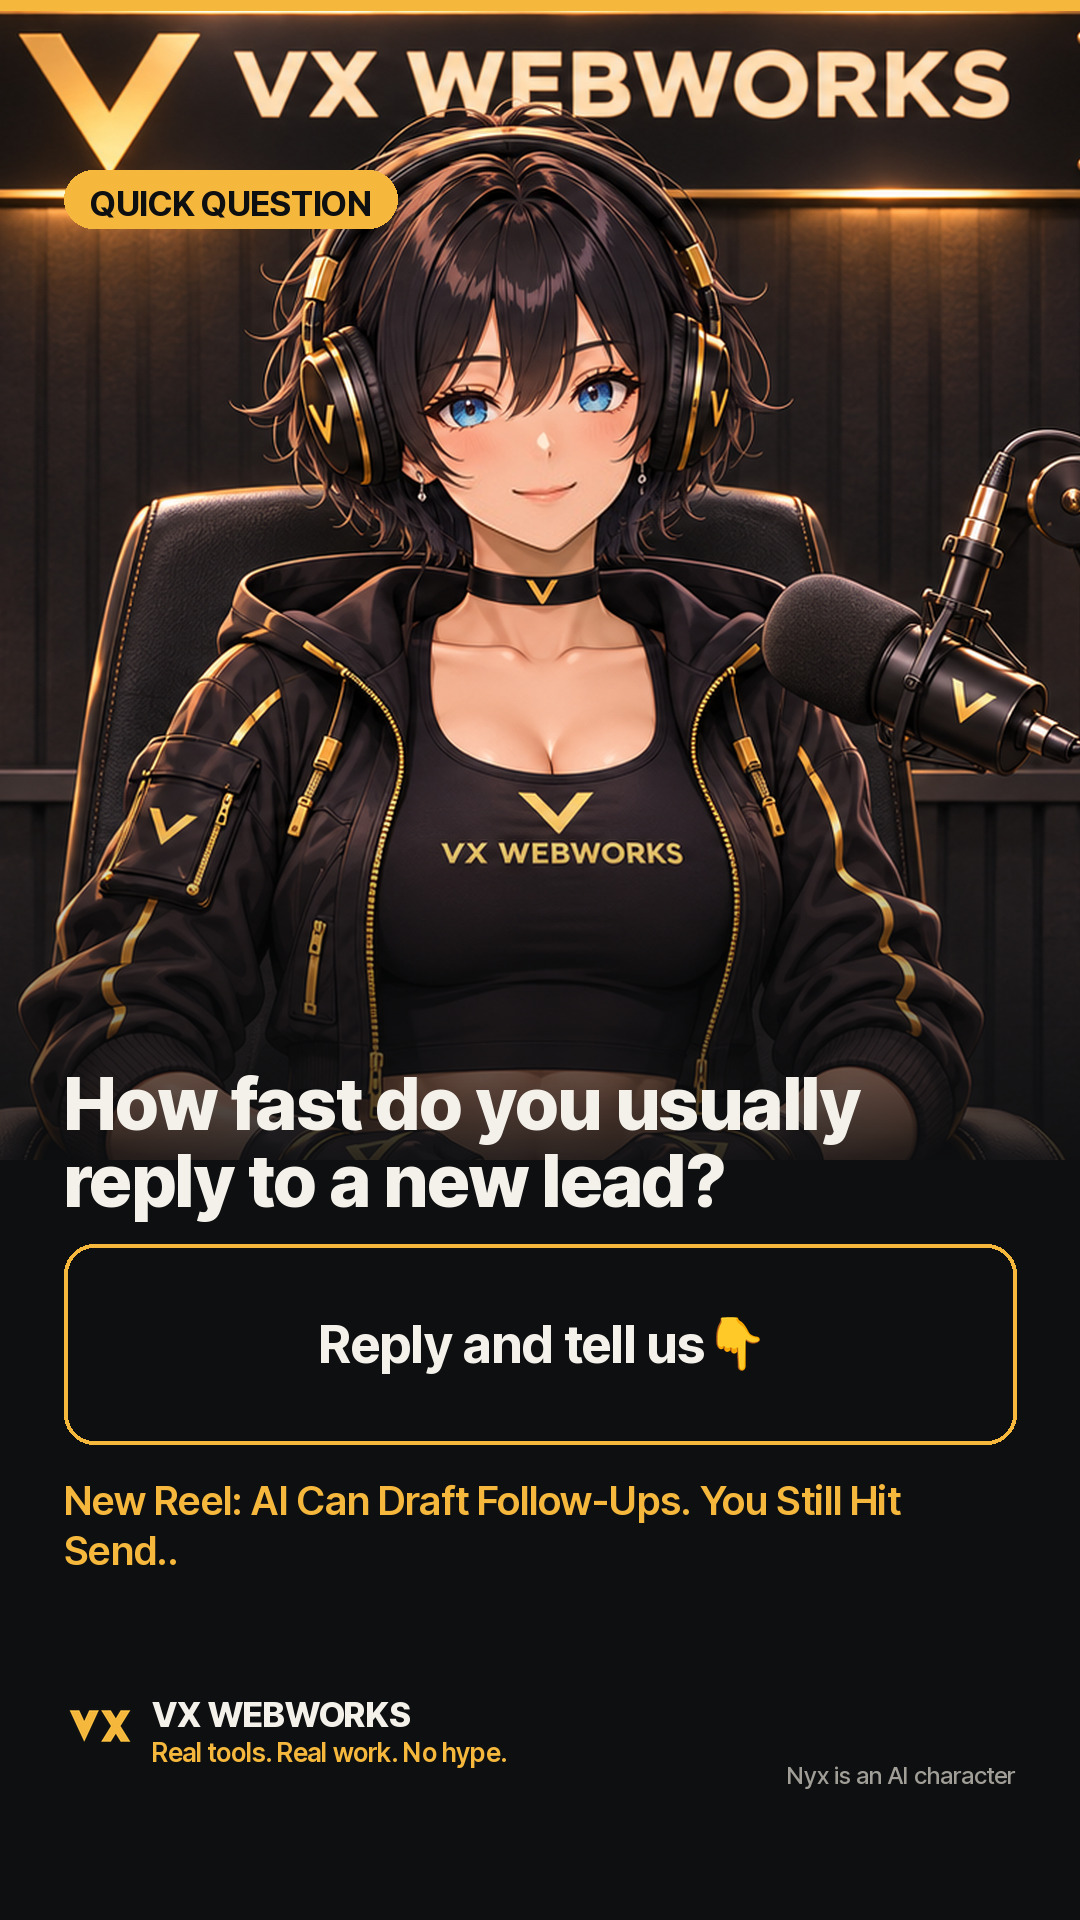 VX WEBWORKS
QUICK QUESTION
VX WEBWORKS
How fast do you usually
reply to a new lead?
Reply and tell us👇
New Reel: AI Can Draft Follow-Ups. You Still Hit
Send..
VX
VX WEBWORKS
Real tools. Real work. No hype.
Nyx is an AI character